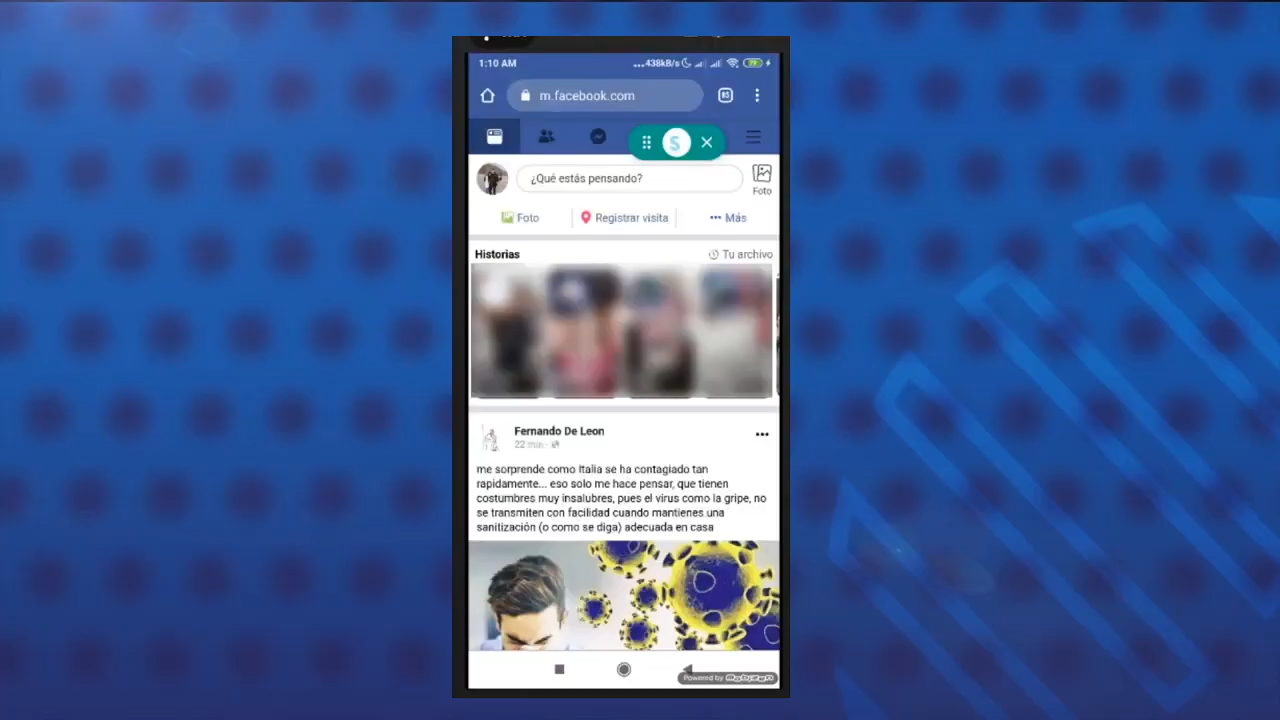 1:10 AM ...438kB/s 79
m.facebook.com 85
S
¿Qué estás pensando?
Foto
Foto Registrar visita ••• Más
Historias Tu archivo
Fernando De Leon
22 min ·
me sorprende como Italia se ha contagiado tan
rapidamente... eso solo me hace pensar, que tienen
costumbres muy insalubres, pues el virus como la gripe, no
se transmiten con facilidad cuando mantienes una
sanitización (o como se diga) adecuada en casa
Powered by mobizen